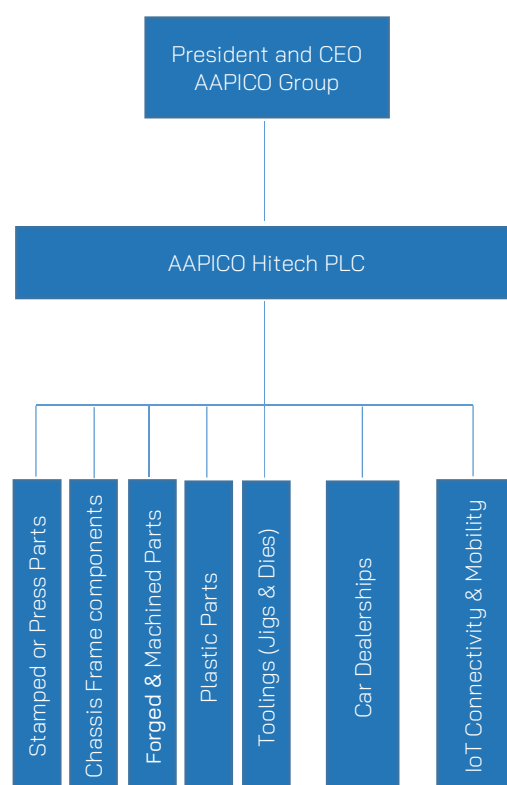 President and CEO
AAPICO Group
AAPICO Hitech PLC
Stamped or Press Parts
Chassis Frame components
Forged & Machined Parts
Plastic Parts
Toolings (Jigs & Dies)
Car Dealerships
IoT Connectivity & Mobility